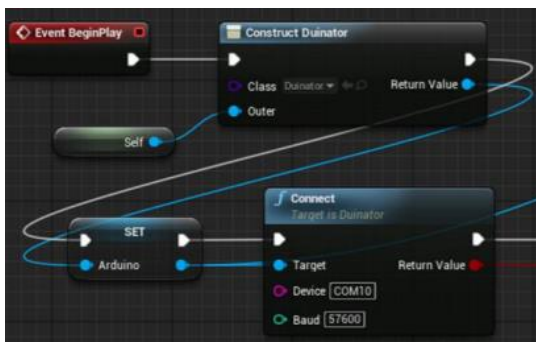 Event BeginPlay
Construct Duinator
Class Duinator Return Value
Outer
Self
SET
Arduino
f Connect
Target is Duinator
Target Return Value
Device COM10
Baud 57600